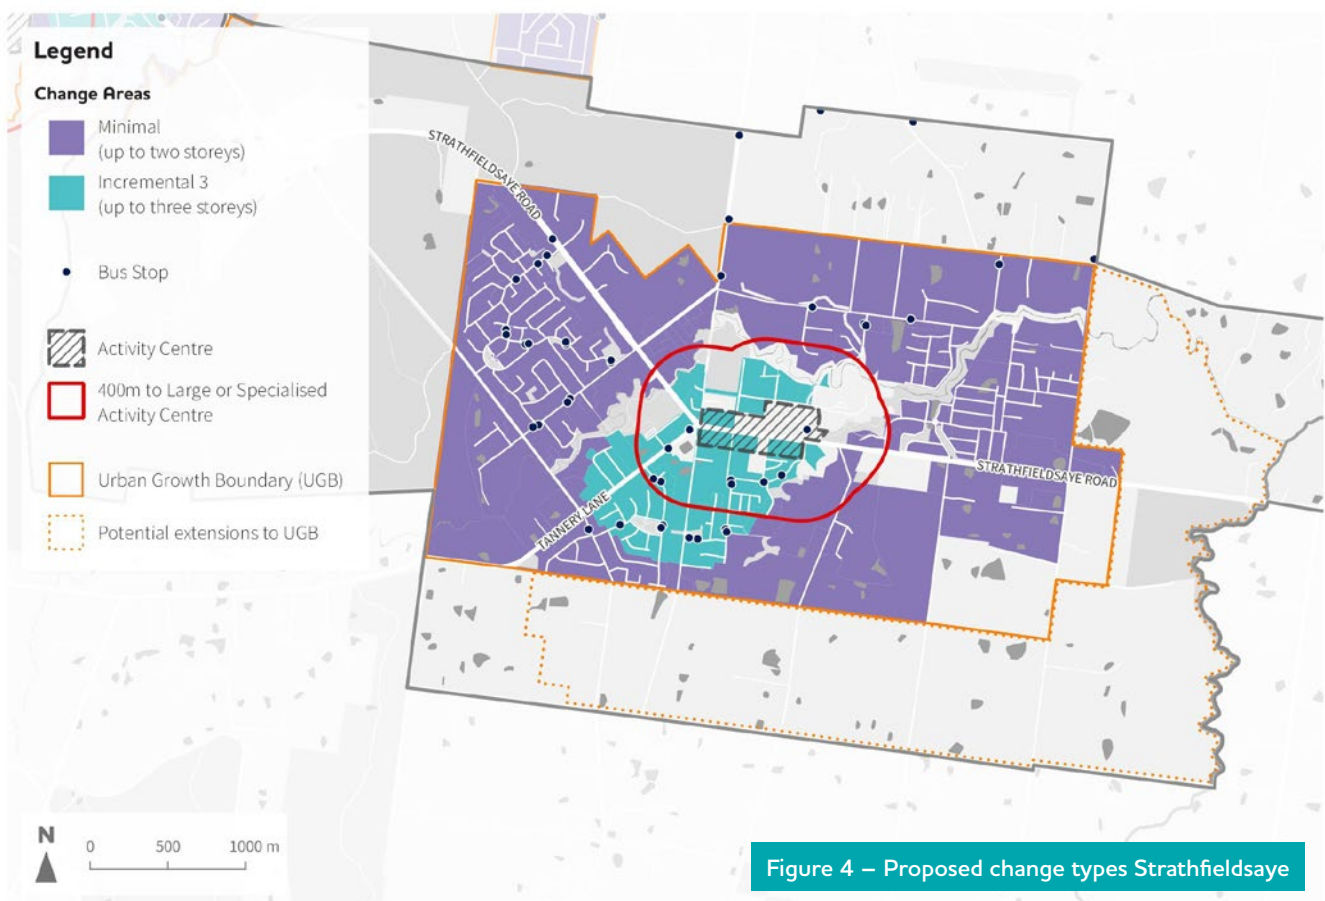 Legend
Change Areas
Minimal
(up to two storeys)
Incremental 3
(up to three storeys)
Bus Stop
Activity Centre
400m to Large or Specialised
Activity Centre
Urban Growth Boundary (UGB)
Potential extensions to UGB
STRATHFIELDSAYE ROAD
STRATHFIELDSAYE ROAD
TANNERY LANE
N
0 500 1000 m
Figure 4 – Proposed change types Strathfieldsaye